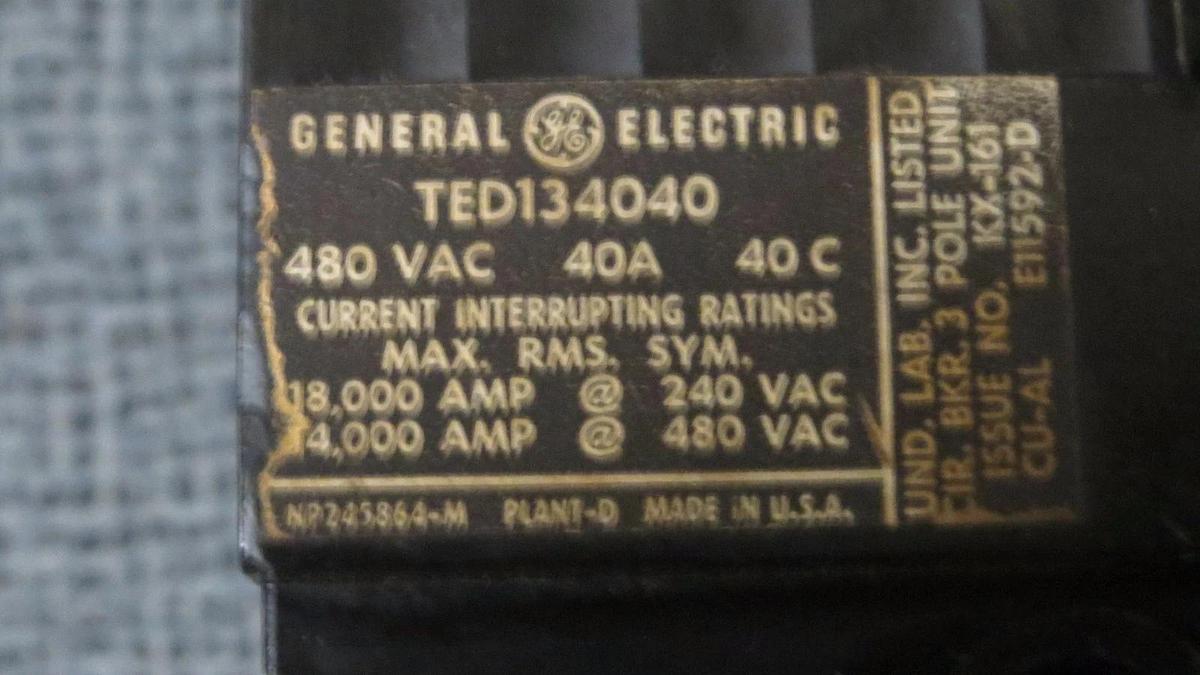 GENERAL GE ELECTRIC
TED134040
480 VAC 40A 40 C
CURRENT INTERRUPTING RATINGS
MAX. RMS. SYM.
18,000 AMP @ 240 VAC
4,000 AMP @ 480 VAC
NP245864-M PLANT-D MADE IN U.S.A.
UND. LAB. INC. LISTED
CIR. BKR. 3 POLE UNIT
ISSUE NO. KX-161
CU-AL E11592-D